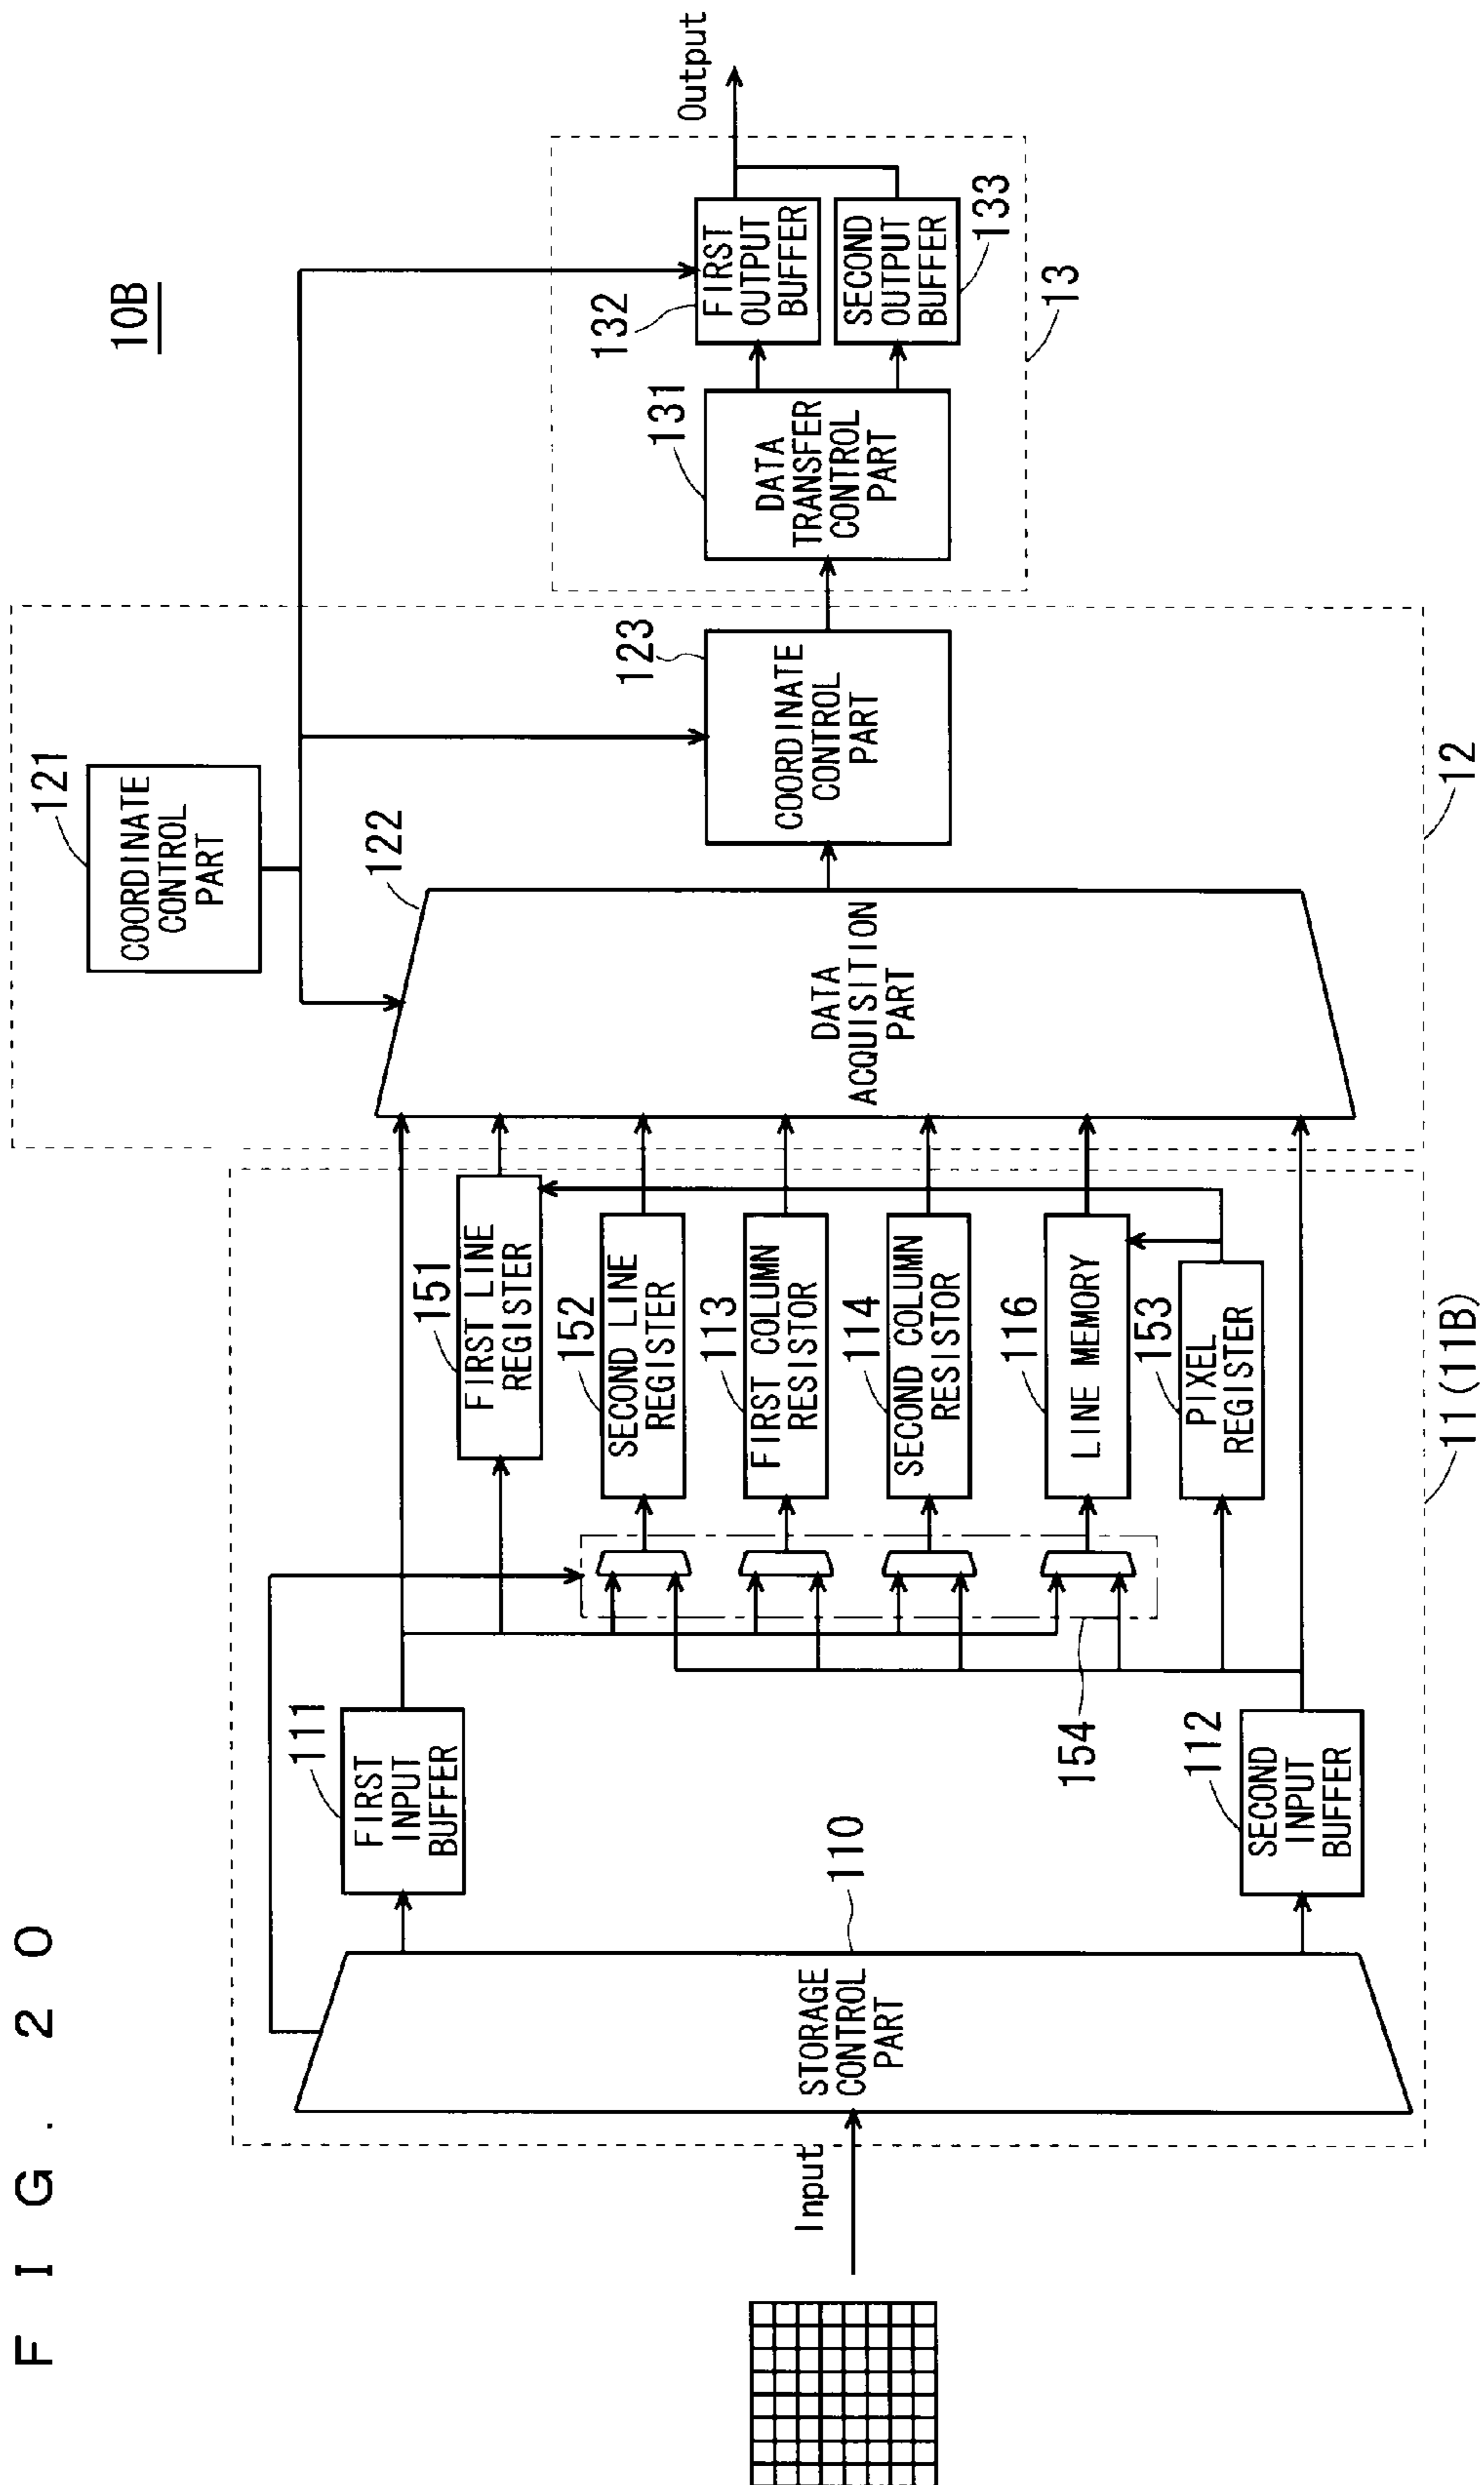 FIG. 20
10B
121
COORDINATE
CONTROL
PART
122
DATA
ACQUISITION
PART
123
COORDINATE
CONTROL
PART
12
131
DATA
TRANSFER
CONTROL
PART
132
FIRST
OUTPUT
BUFFER
SECOND
OUTPUT
BUFFER
133
13
Output
Input
STORAGE
CONTROL
PART
110
111
FIRST
INPUT
BUFFER
112
SECOND
INPUT
BUFFER
154
151
FIRST LINE
REGISTER
152
SECOND LINE
REGISTER
113
FIRST COLUMN
RESISTOR
114
SECOND COLUMN
RESISTOR
116
LINE MEMORY
153
PIXEL
REGISTER
11(11B)